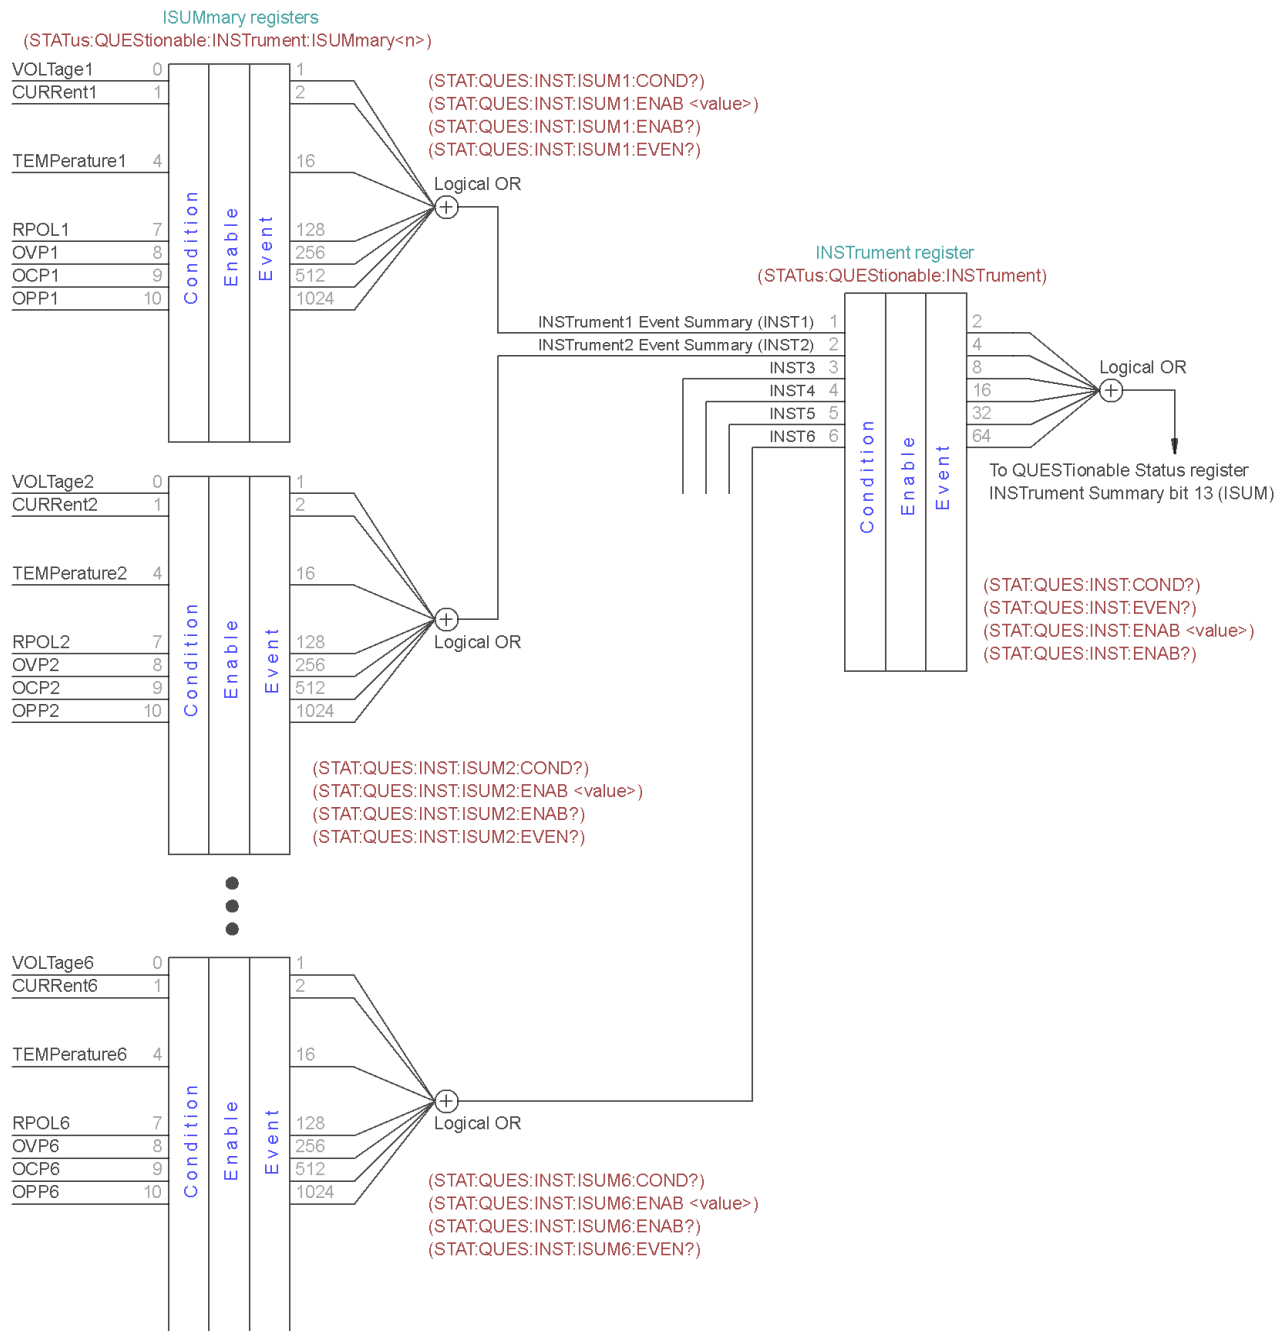 ISUMmary registers
(STATus:QUEStionable:INSTrument:ISUMmary<n>)
VOLTage1 0 1
CURRent1 1 2
TEMPerature1 4 16
RPOL1 7 128
OVP1 8 256
OCP1 9 512
OPP1 10 1024
Condition
Enable
Event
(STAT:QUES:INST:ISUM1:COND?)
(STAT:QUES:INST:ISUM1:ENAB <value>)
(STAT:QUES:INST:ISUM1:ENAB?)
(STAT:QUES:INST:ISUM1:EVEN?)
Logical OR
INSTrument register
(STATus:QUEStionable:INSTrument)
INSTrument1 Event Summary (INST1) 1 2
INSTrument2 Event Summary (INST2) 2 4
INST3 3 8
INST4 4 16
INST5 5 32
INST6 6 64
Condition
Enable
Event
Logical OR
To QUESTionable Status register
INSTrument Summary bit 13 (ISUM)
(STAT:QUES:INST:COND?)
(STAT:QUES:INST:EVEN?)
(STAT:QUES:INST:ENAB <value>)
(STAT:QUES:INST:ENAB?)
VOLTage2 0 1
CURRent2 1 2
TEMPerature2 4 16
RPOL2 7 128
OVP2 8 256
OCP2 9 512
OPP2 10 1024
Condition
Enable
Event
Logical OR
(STAT:QUES:INST:ISUM2:COND?)
(STAT:QUES:INST:ISUM2:ENAB <value>)
(STAT:QUES:INST:ISUM2:ENAB?)
(STAT:QUES:INST:ISUM2:EVEN?)
VOLTage6 0 1
CURRent6 1 2
TEMPerature6 4 16
RPOL6 7 128
OVP6 8 256
OCP6 9 512
OPP6 10 1024
Condition
Enable
Event
Logical OR
(STAT:QUES:INST:ISUM6:COND?)
(STAT:QUES:INST:ISUM6:ENAB <value>)
(STAT:QUES:INST:ISUM6:ENAB?)
(STAT:QUES:INST:ISUM6:EVEN?)